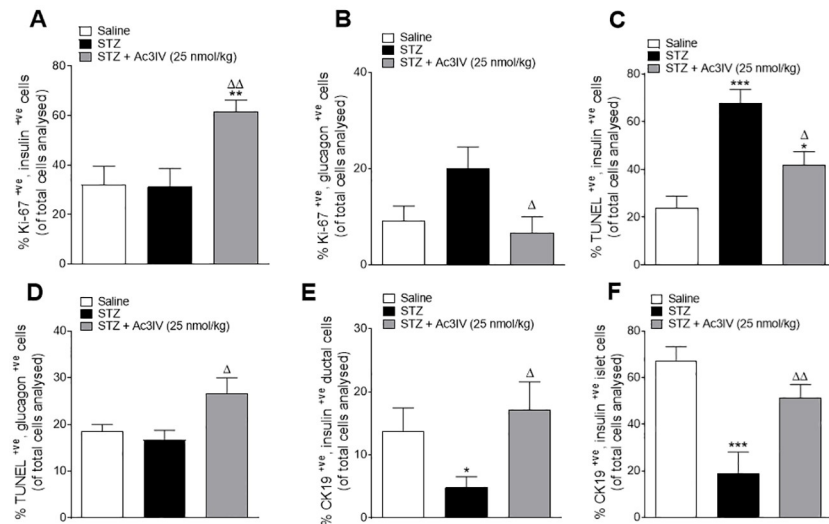 A
Saline
STZ
STZ + Ac3IV (25 nmol/kg)
% Ki-67 +ve, insulin +ve cells
(of total cells analysed)
80
60
40
20
0
ΔΔ
**
B
Saline
STZ
STZ + Ac3IV (25 nmol/kg)
% Ki-67 +ve, glucagon +ve cells
(of total cells analysed)
40
20
0
Δ
C
Saline
STZ
STZ + Ac3IV (25 nmol/kg)
% TUNEL +ve, insulin +ve cells
(of total cells analysed)
80
60
40
20
0
***
Δ
*
D
Saline
STZ
STZ + Ac3IV (25 nmol/kg)
% TUNEL +ve, glucagon +ve cells
(of total cells analysed)
40
30
20
10
0
Δ
E
Saline
STZ
STZ + Ac3IV (25 nmol/kg)
% CK19 +ve, insulin +ve ductal cells
(of total cells analysed)
30
20
10
0
*
Δ
F
Saline
STZ
STZ + Ac3IV (25 nmol/kg)
% CK19 +ve, insulin +ve islet cells
(of total cells analysed)
80
60
40
20
0
***
ΔΔ